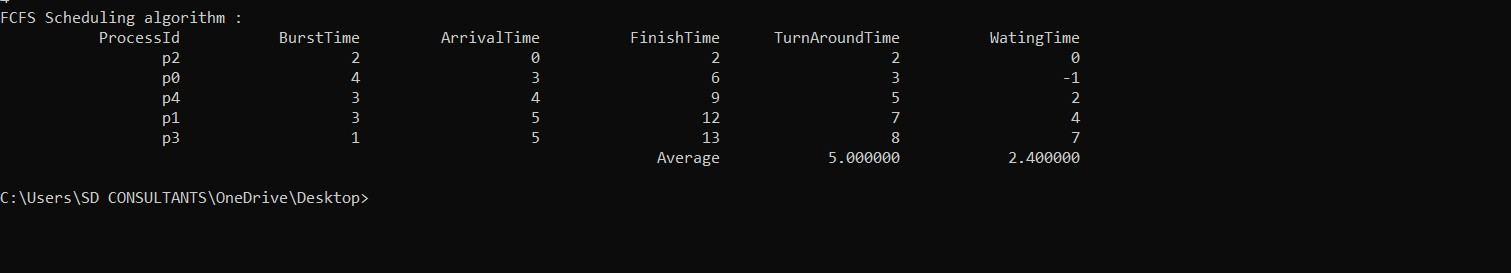 FCFS Scheduling algorithm :
ProcessId BurstTime ArrivalTime FinishTime TurnAroundTime WatingTime
p2 2 0 2 2 0
p0 4 3 6 3 -1
p4 3 4 9 5 2
p1 3 5 12 7 4
p3 1 5 13 8 7
Average 5.000000 2.400000
C:\Users\SD CONSULTANTS\OneDrive\Desktop>